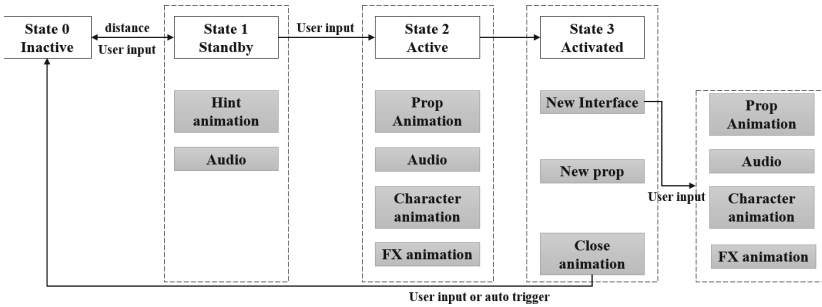 State 0
Inactive
distance
User input
State 1
Standby
User input
State 2
Active
State 3
Activated
Hint
animation
Audio
Prop
Animation
Audio
Character
animation
FX animation
New Interface
New prop
Close
animation
User input
Prop
Animation
Audio
Character
animation
FX animation
User input or auto trigger